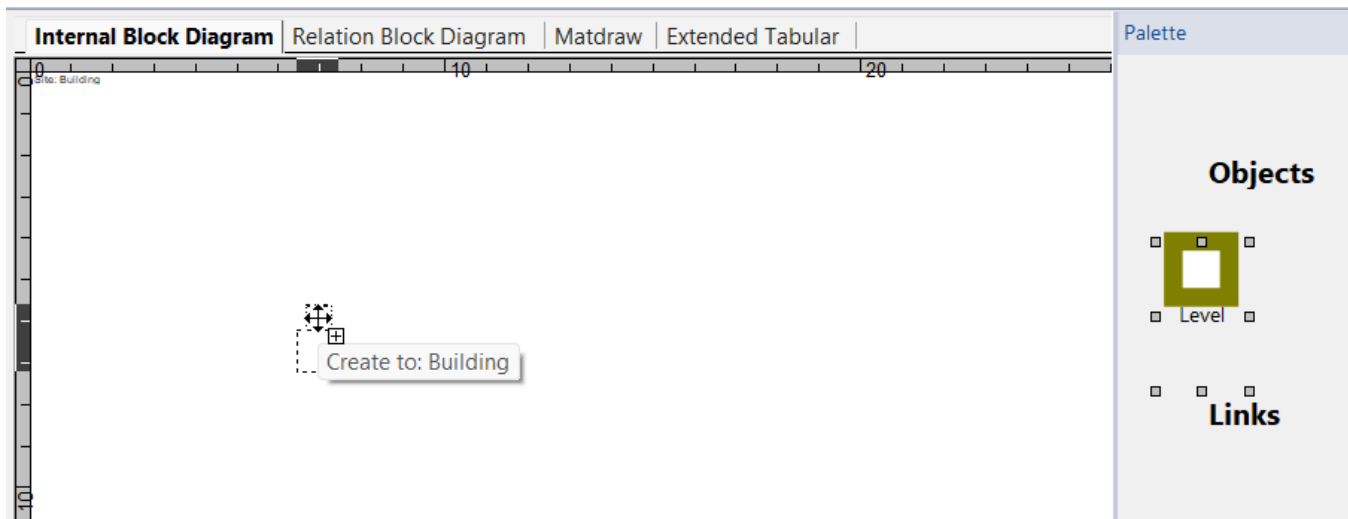 Internal Block Diagram Relation Block Diagram Matdraw Extended Tabular
Palette
0 10 20
0
Site: Building
Objects
Level
Create to: Building
Links
10